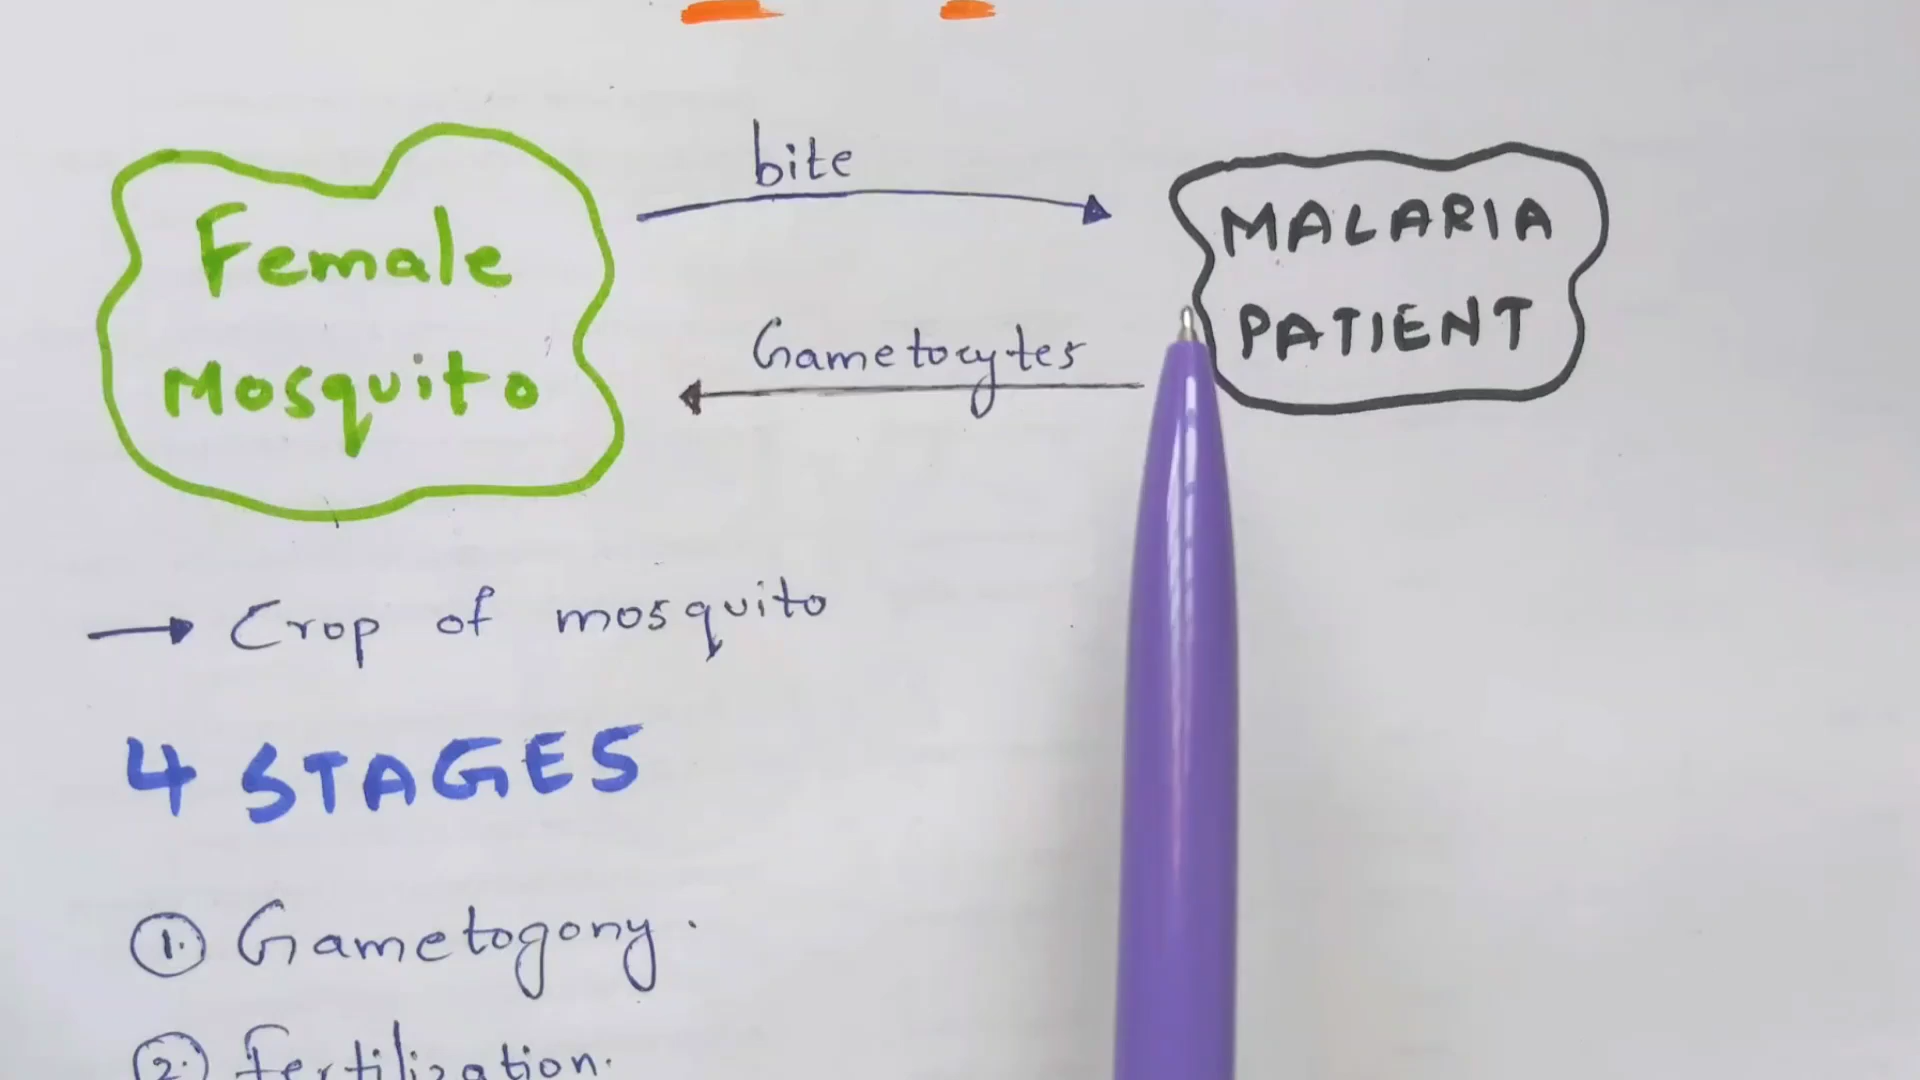 Female
Mosquito
bite
Gametocytes
MALARIA
PATIENT
Crop of mosquito
4 STAGES
1. Gametogony.
2. Fertilization.